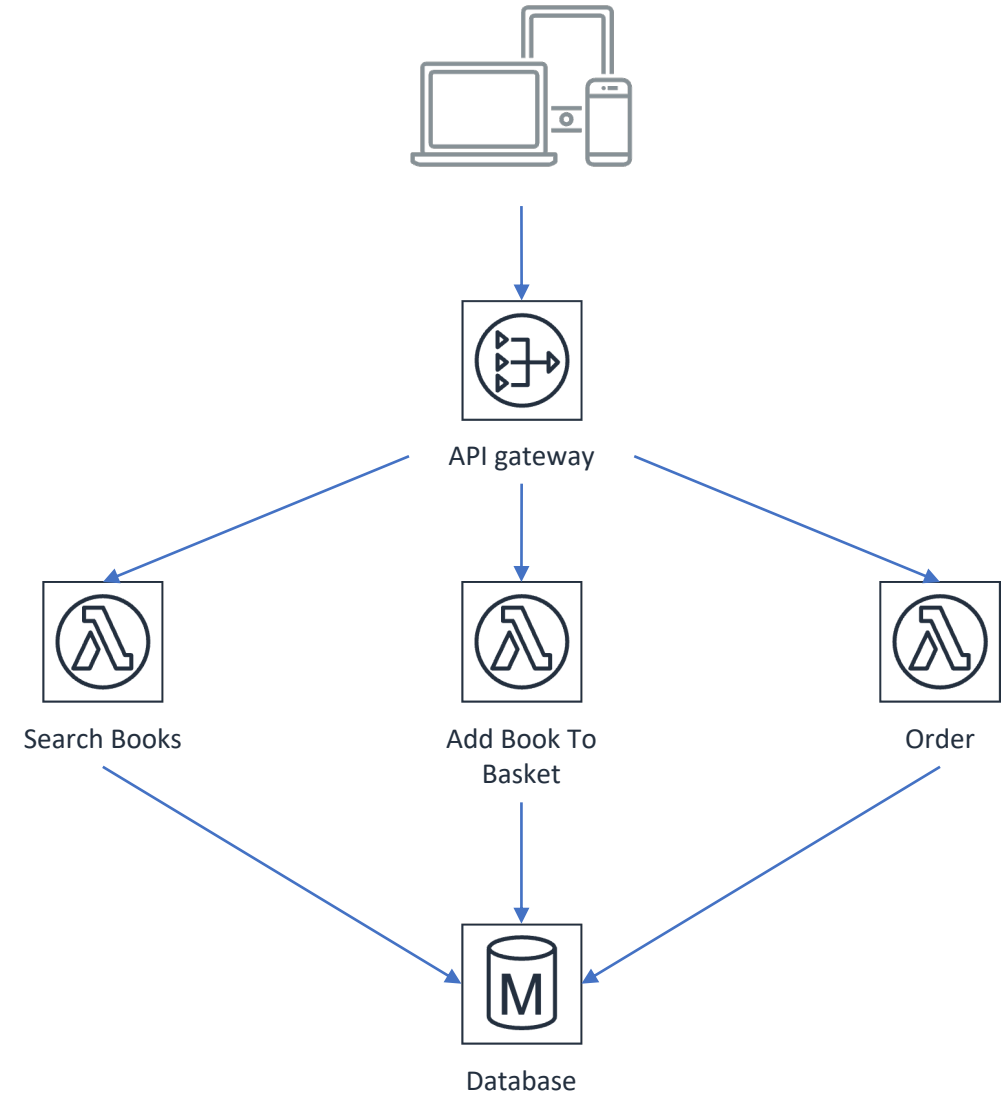 API gateway
Search Books
Add Book To
Basket
Order
M
Database